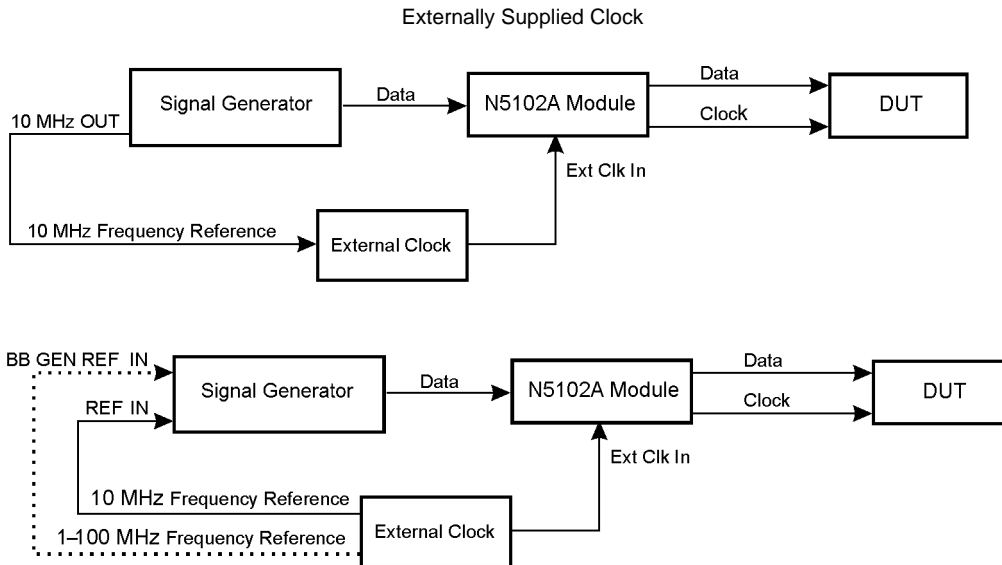 Externally Supplied Clock
Signal Generator
Data
N5102A Module
Data
Clock
DUT
10 MHz OUT
Ext Clk In
10 MHz Frequency Reference
External Clock
BB GEN REF IN
REF IN
Signal Generator
Data
N5102A Module
Data
Clock
DUT
Ext Clk In
10 MHz Frequency Reference
1–100 MHz Frequency Reference
External Clock